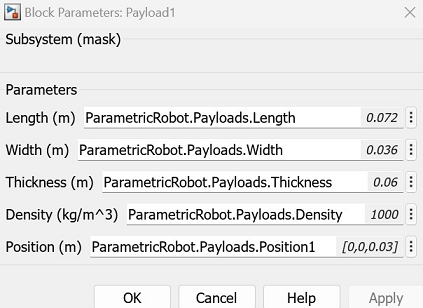 Block Parameters: Payload1
Subsystem (mask)
Parameters
Length (m) ParametricRobot.Payloads.Length 0.072
Width (m) ParametricRobot.Payloads.Width 0.036
Thickness (m) ParametricRobot.Payloads.Thickness 0.06
Density (kg/m^3) ParametricRobot.Payloads.Density 1000
Position (m) ParametricRobot.Payloads.Position1 [0,0,0.03]
OK Cancel Help Apply